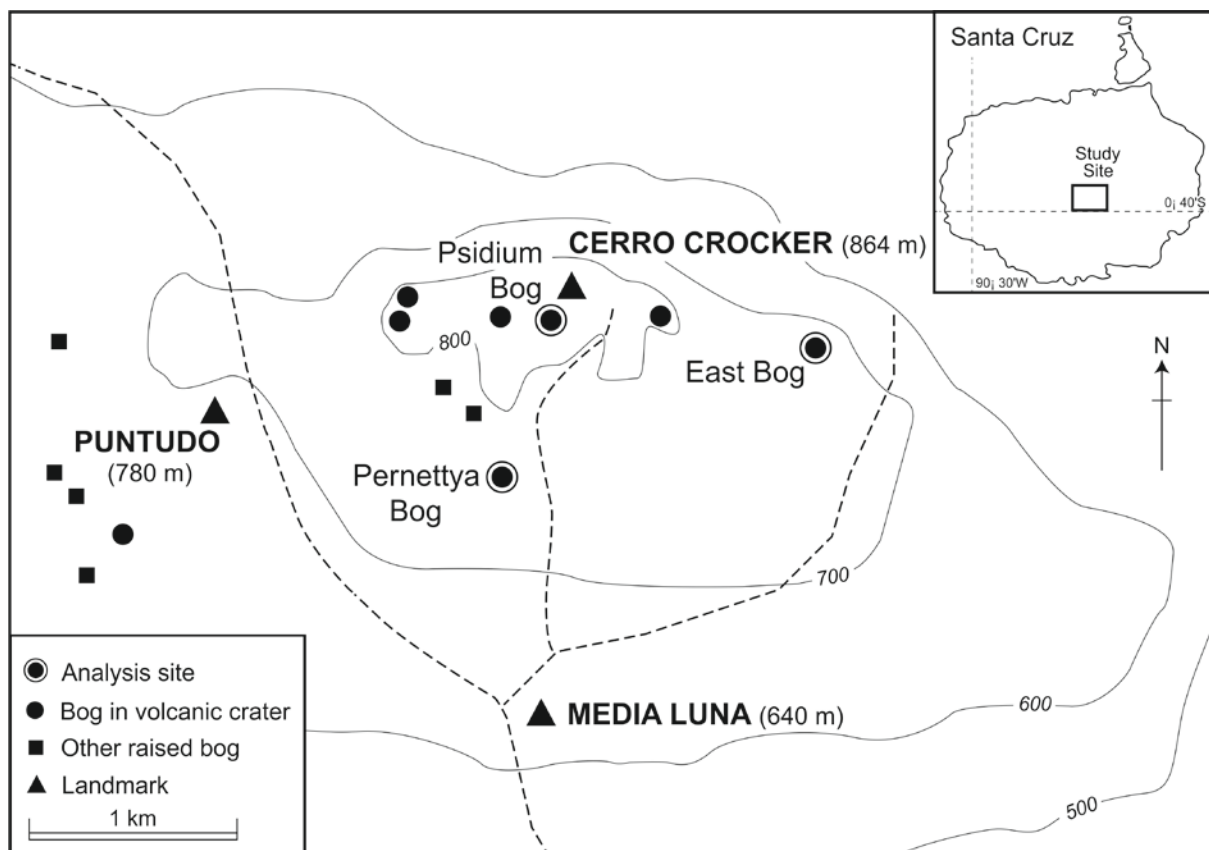 Santa Cruz
Study
Site
0¡ 40'S
90¡ 30'W
CERRO CROCKER (864 m)
Psidium
Bog
800
East Bog
N
PUNTUDO
(780 m)
Pernettya
Bog
700
600
500
MEDIA LUNA (640 m)
Analysis site
Bog in volcanic crater
Other raised bog
Landmark
1 km